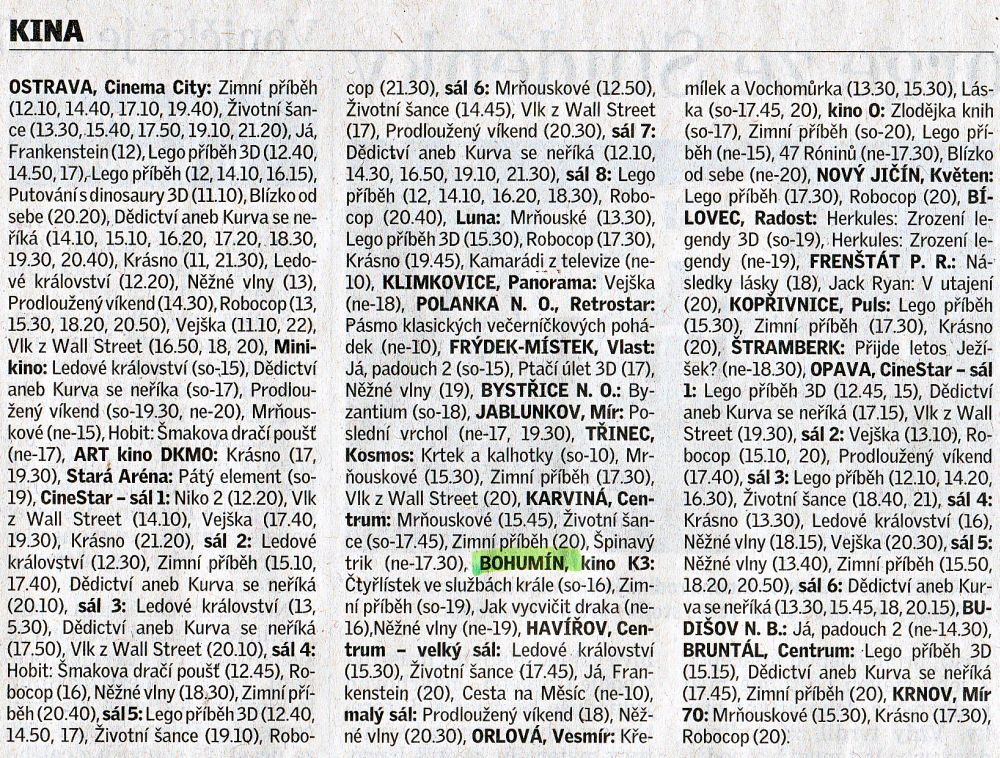 KINA
OSTRAVA, Cinema City: Zimní příběh
(12.10, 14.40, 17.10, 19.40), Životní šan-
ce (13.30, 15.40, 17.50, 19.10, 21.20), Já,
Frankenstein (12), Lego příběh 3D (12.40,
14.50, 17), Lego příběh (12, 14.10, 16.15),
Putování s dinosaury 3D (11.10), Blízko od
sebe (20.20), Dědictví aneb Kurva se ne-
říká (14.10, 15.10, 16.20, 17.20, 18.30,
19.30, 20.40), Krásno (11, 21.30), Ledo-
vé království (12.20), Něžné vlny (13),
Prodloužený víkend (14.30), Robocop (13,
15.30, 18.20, 20.50), Vejška (11.10, 22),
Vlk z Wall Street (16.50, 18, 20), Mini-
kino: Ledové království (so-15), Dědictví
aneb Kurva se neříka (so-17), Prodlou-
žený víkend (so-19.30, ne-20), Mrňous-
kové (ne-15), Hobit: Šmakova dračí poušť
(ne-17), ART kino DKMO: Krásno (17,
19.30), Stará Aréna: Pátý element (so-
19), CineStar – sál 1: Niko 2 (12.20), Vlk
z Wall Street (14.10), Vejška (17.40,
19.30), Krásno (21.20), sál 2: Ledové
království (12.30), Zimní příběh (15.10,
17.40), Dědictví aneb Kurva se neříká
(20.10), sál 3: Ledové království (13,
5.30), Dědictví aneb Kurva se neříká
(17.50), Vlk z Wall Street (20.10), sál 4:
Hobit: Šmakova dračí poušť (12.45), Ro-
bocop (16), Něžné vlny (18.30), Zimní pří-
běh (20.40), sál 5: Lego příběh 3D (12.40,
14.50, 17), Životní šance (19.10), Robo-
cop (21.30), sál 6: Mrňouskové (12.50),
Životní šance (14.45), Vlk z Wall Street
(17), Prodloužený víkend (20.30), sál 7:
Dědictví aneb Kurva se neříká (12.10,
14.30, 16.50, 19.10, 21.30), sál 8: Lego
příběh (12, 14.10, 16.20, 18.30), Robo-
cop (20.40), Luna: Mrňouské (13.30),
Lego příběh 3D (15.30), Robocop (17.30),
Krásno (19.45), Kamarádi z televize (ne-
10), KLIMKOVICE, Panorama: Vejška
(ne-18), POLANKA N. O., Retrostar:
Pásmo klasických večerníčkových pohá-
dek (ne-10), FRÝDEK-MÍSTEK, Vlast:
Já, padouch 2 (so-15), Ptačí úlet 3D (17),
Něžné vlny (19), BYSTŘICE N. O.: By-
zantium (so-18), JABLUNKOV, Mír: Po-
slední vrchol (ne-17, 19.30), TŘINEC,
Kosmos: Krtek a kalhotky (so-10), Mr-
ňouskové (15.30), Zimní příběh (17.30),
Vlk z Wall Street (20), KARVINÁ, Cen-
trum: Mrňouskové (15.45), Životní šan-
ce (so-17.45), Zimní příběh (20), Špinavý
trik (ne-17.30), BOHUMÍN, kino K3:
Čtyřlístek ve službách krále (so-16), Zim-
ní příběh (so-19), Jak vycvičit draka (ne-
16),Něžné vlny (ne-19), HAVÍŘOV, Cen-
trum – velký sál: Ledové království
(15.30), Životní šance (17.45), Já, Fran-
kenstein (20), Cesta na Měsíc (ne-10),
malý sál: Prodloužený víkend (18), Něž-
né vlny (20.30), ORLOVÁ, Vesmír: Kře-
mílek a Vochomůrka (13.30, 15.30), Lás-
ka (so-17.45, 20), kino O: Zlodějka knih
(so-17), Zimní příběh (so-20), Lego pří-
běh (ne-15), 47 Róninů (ne-17.30), Blízko
od sebe (ne-20), NOVÝ JIČÍN, Květen:
Lego příběh (17.30), Robocop (20), BÍ-
LOVEC, Radost: Herkules: Zrození le-
gendy 3D (so-19), Herkules: Zrození le-
gendy (ne-19), FRENŠTÁT P. R.: Ná-
sledky lásky (18), Jack Ryan: V utajení
(20), KOPŘIVNICE, Puls: Lego příběh
(15.30), Zimní příběh (17.30), Krásno
(20), ŠTRAMBERK: Přijde letos Ježí-
šek? (ne-18.30), OPAVA, CineStar – sál
1: Lego příběh 3D (12.45, 15), Dědictví
aneb Kurva se neříká (17.15), Vlk z Wall
Street (19.30), sál 2: Vejška (13.10), Ro-
bocop (15.10, 20), Prodloužený víkend
(17.40), sál 3: Lego příběh (12.10, 14.20,
16.30), Životní šance (18.40, 21), sál 4:
Krásno (13.30), Ledové království (16),
Něžné vlny (18.15), Vejška (20.30), sál 5:
Něžné vlny (13.40), Zimní příběh (15.50,
18.20, 20.50), sál 6: Dědictví aneb Kur-
va se neříká (13.30, 15.45, 18, 20.15), BU-
DIŠOV N. B.: Já, padouch 2 (ne-14.30),
BRUNTÁL, Centrum: Lego příběh 3D
(15.15), Dědictví aneb Kurva se neříká
(17.45), Zimní příběh (20), KRNOV, Mír
70: Mrňouskové (15.30), Krásno (17.30),
Robocop (20).